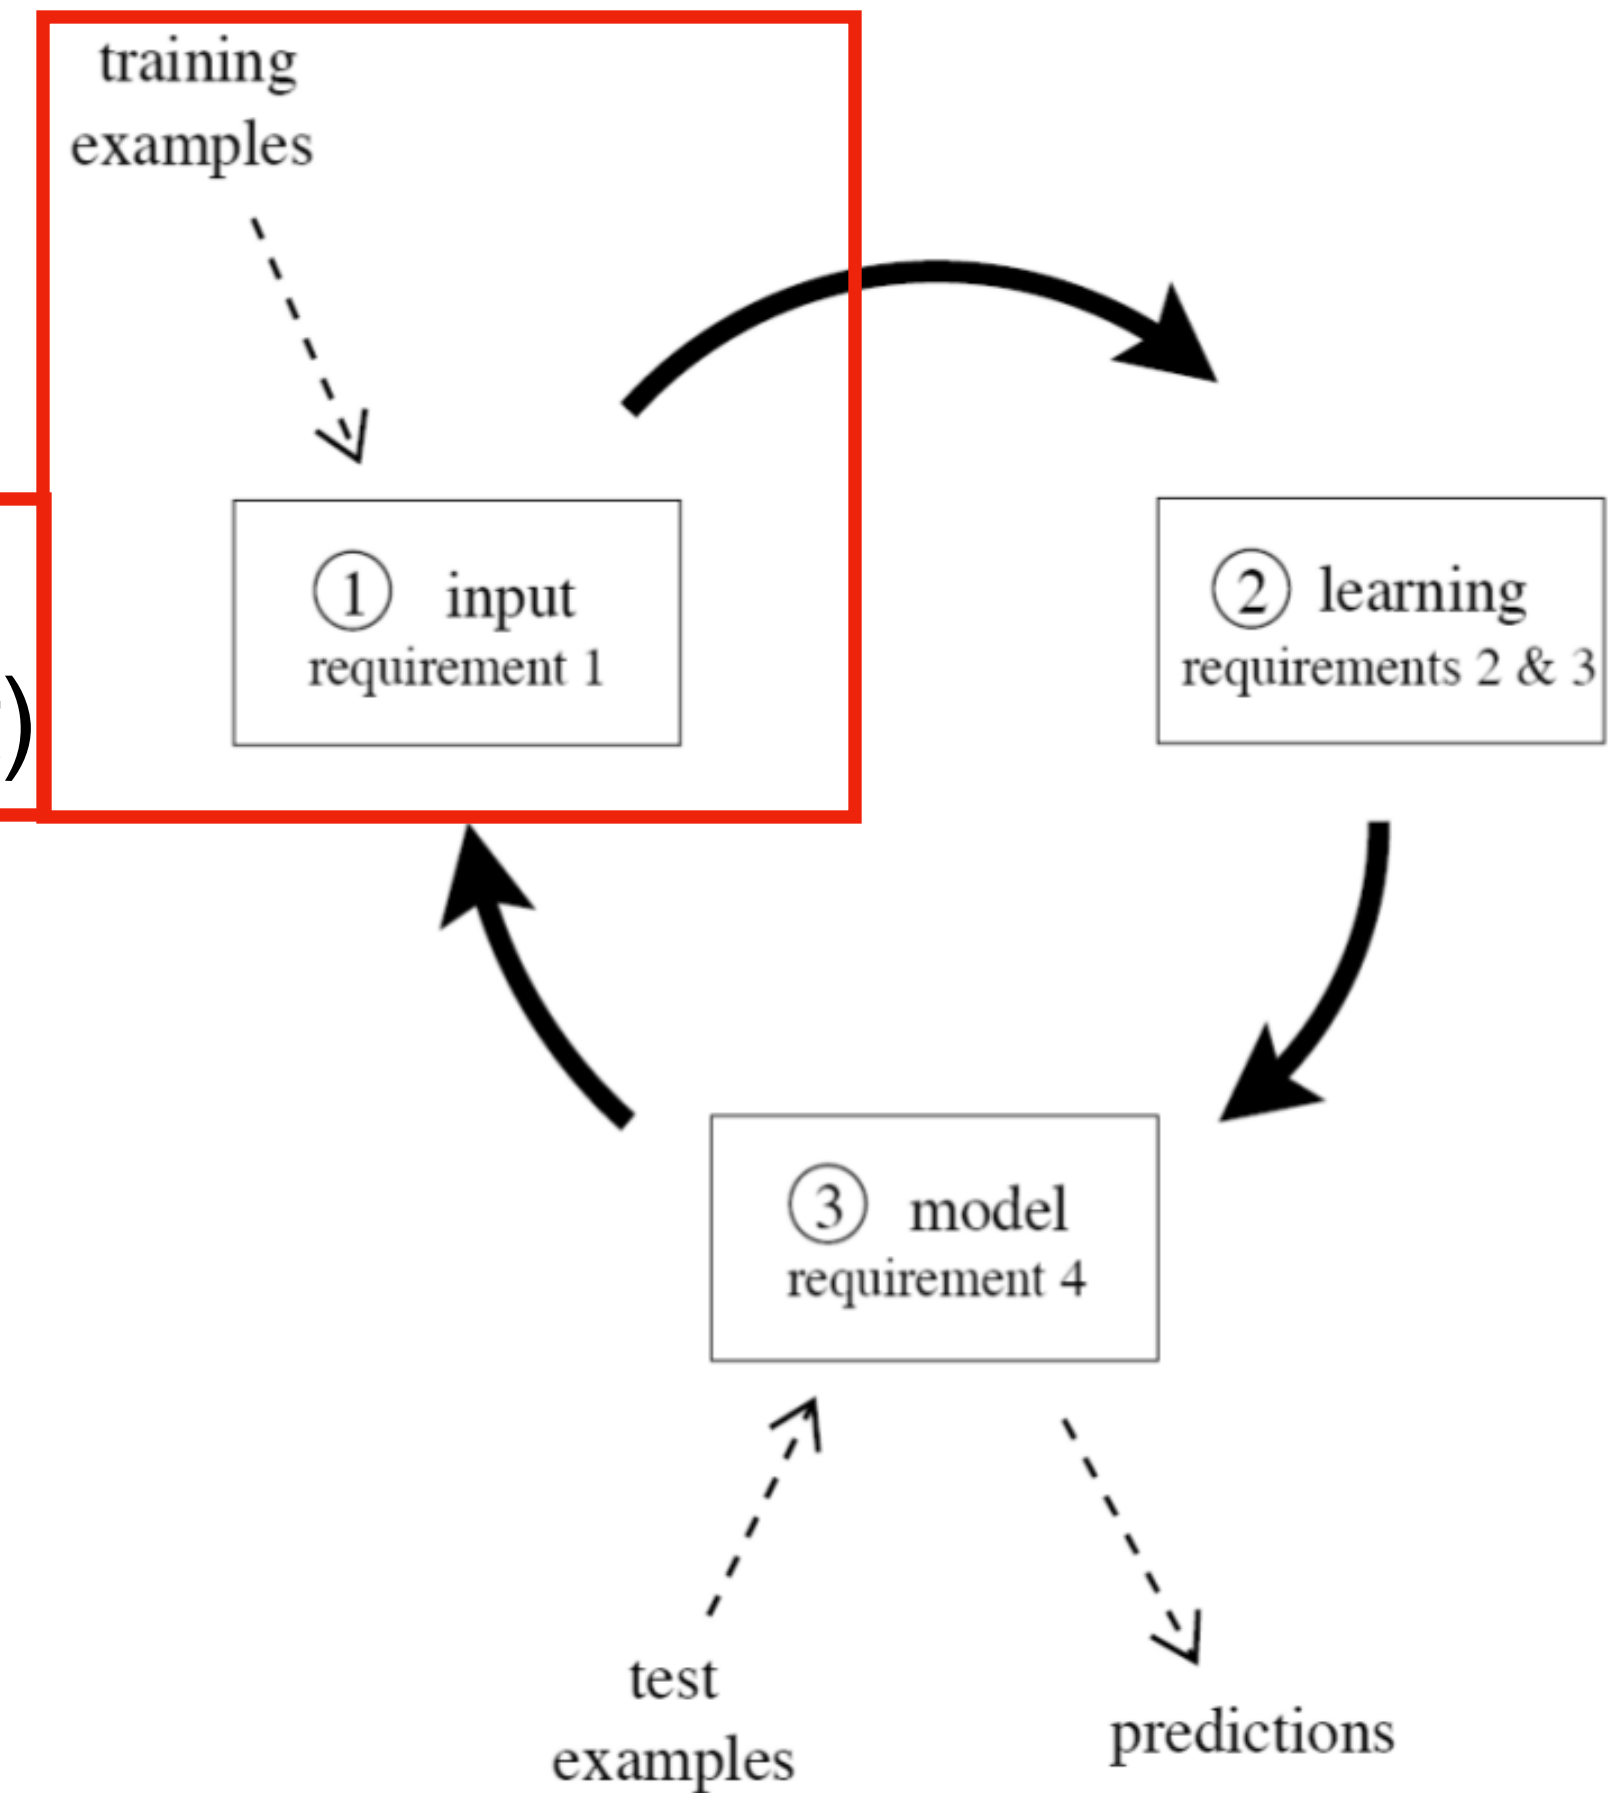 training
examples
① input
requirement 1
)
② learning
requirements 2 & 3
③ model
requirement 4
test
examples
predictions